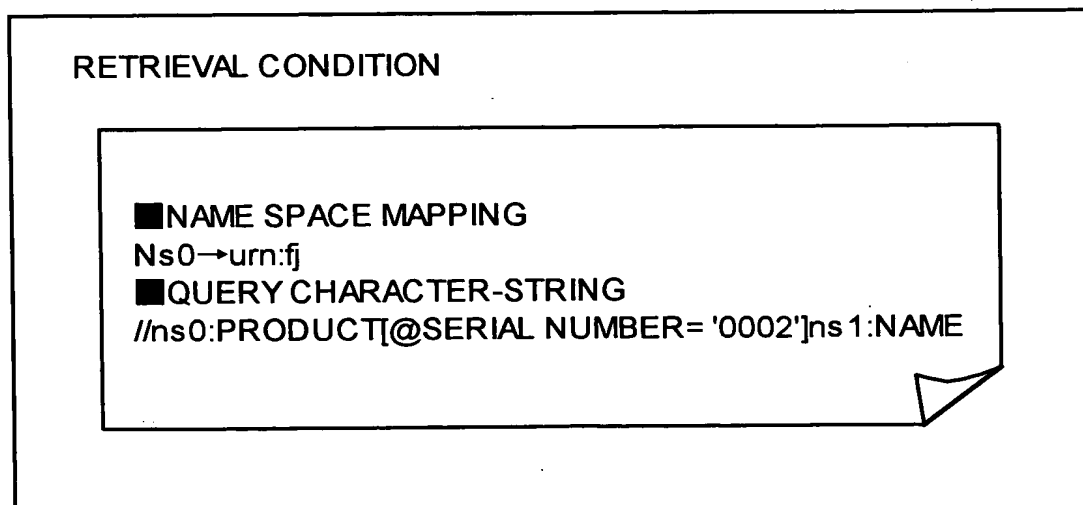 RETRIEVAL CONDITION
■NAME SPACE MAPPING
Ns0→urn:fj
■QUERY CHARACTER-STRING
//ns0:PRODUCT[@SERIAL NUMBER= '0002']ns1:NAME